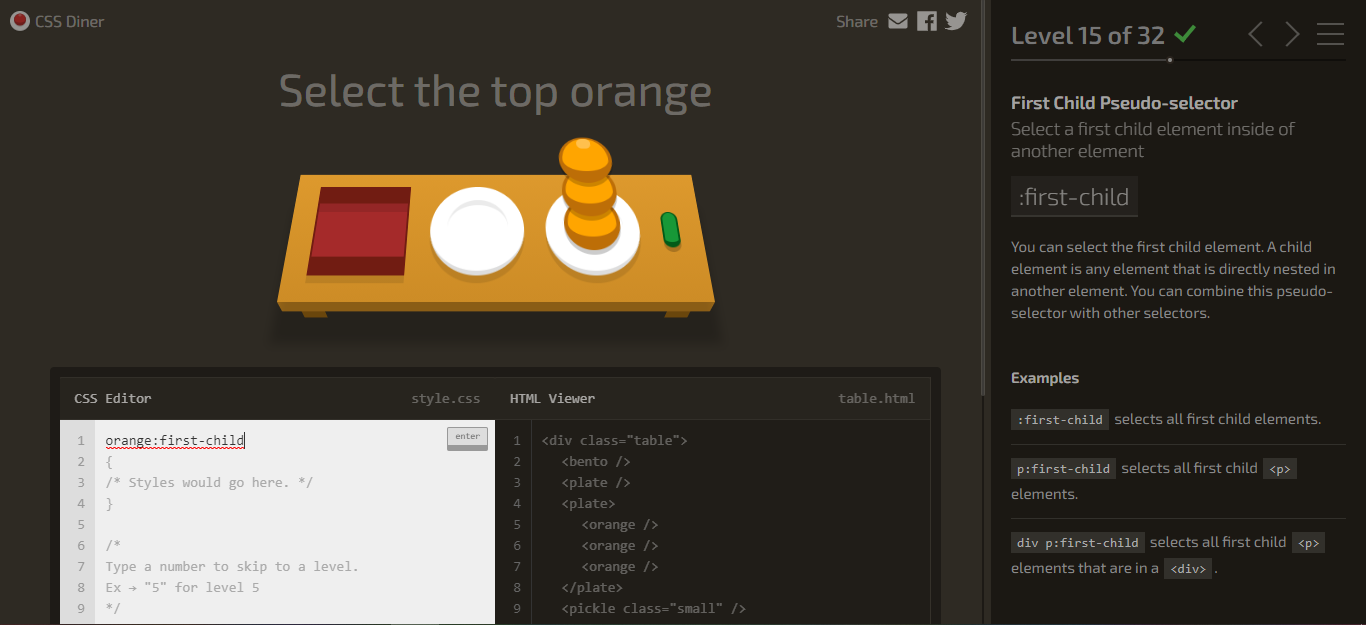 CSS Diner
Share
Select the top orange
CSS Editor
style.css
1 orange:first-child
enter
2 {
3 /* Styles would go here. */
4 }
5
6 /*
7 Type a number to skip to a level.
8 Ex → "5" for level 5
9 */
HTML Viewer
table.html
1 <div class="table">
2 <bento />
3 <plate />
4 <plate>
5 <orange />
6 <orange />
7 <orange />
8 </plate>
9 <pickle class="small" />
Level 15 of 32
First Child Pseudo-selector
Select a first child element inside of
another element
:first-child
You can select the first child element. A child
element is any element that is directly nested in
another element. You can combine this pseudo-
selector with other selectors.
Examples
:first-child selects all first child elements.
p:first-child selects all first child <p>
elements.
div p:first-child selects all first child <p>
elements that are in a <div> .